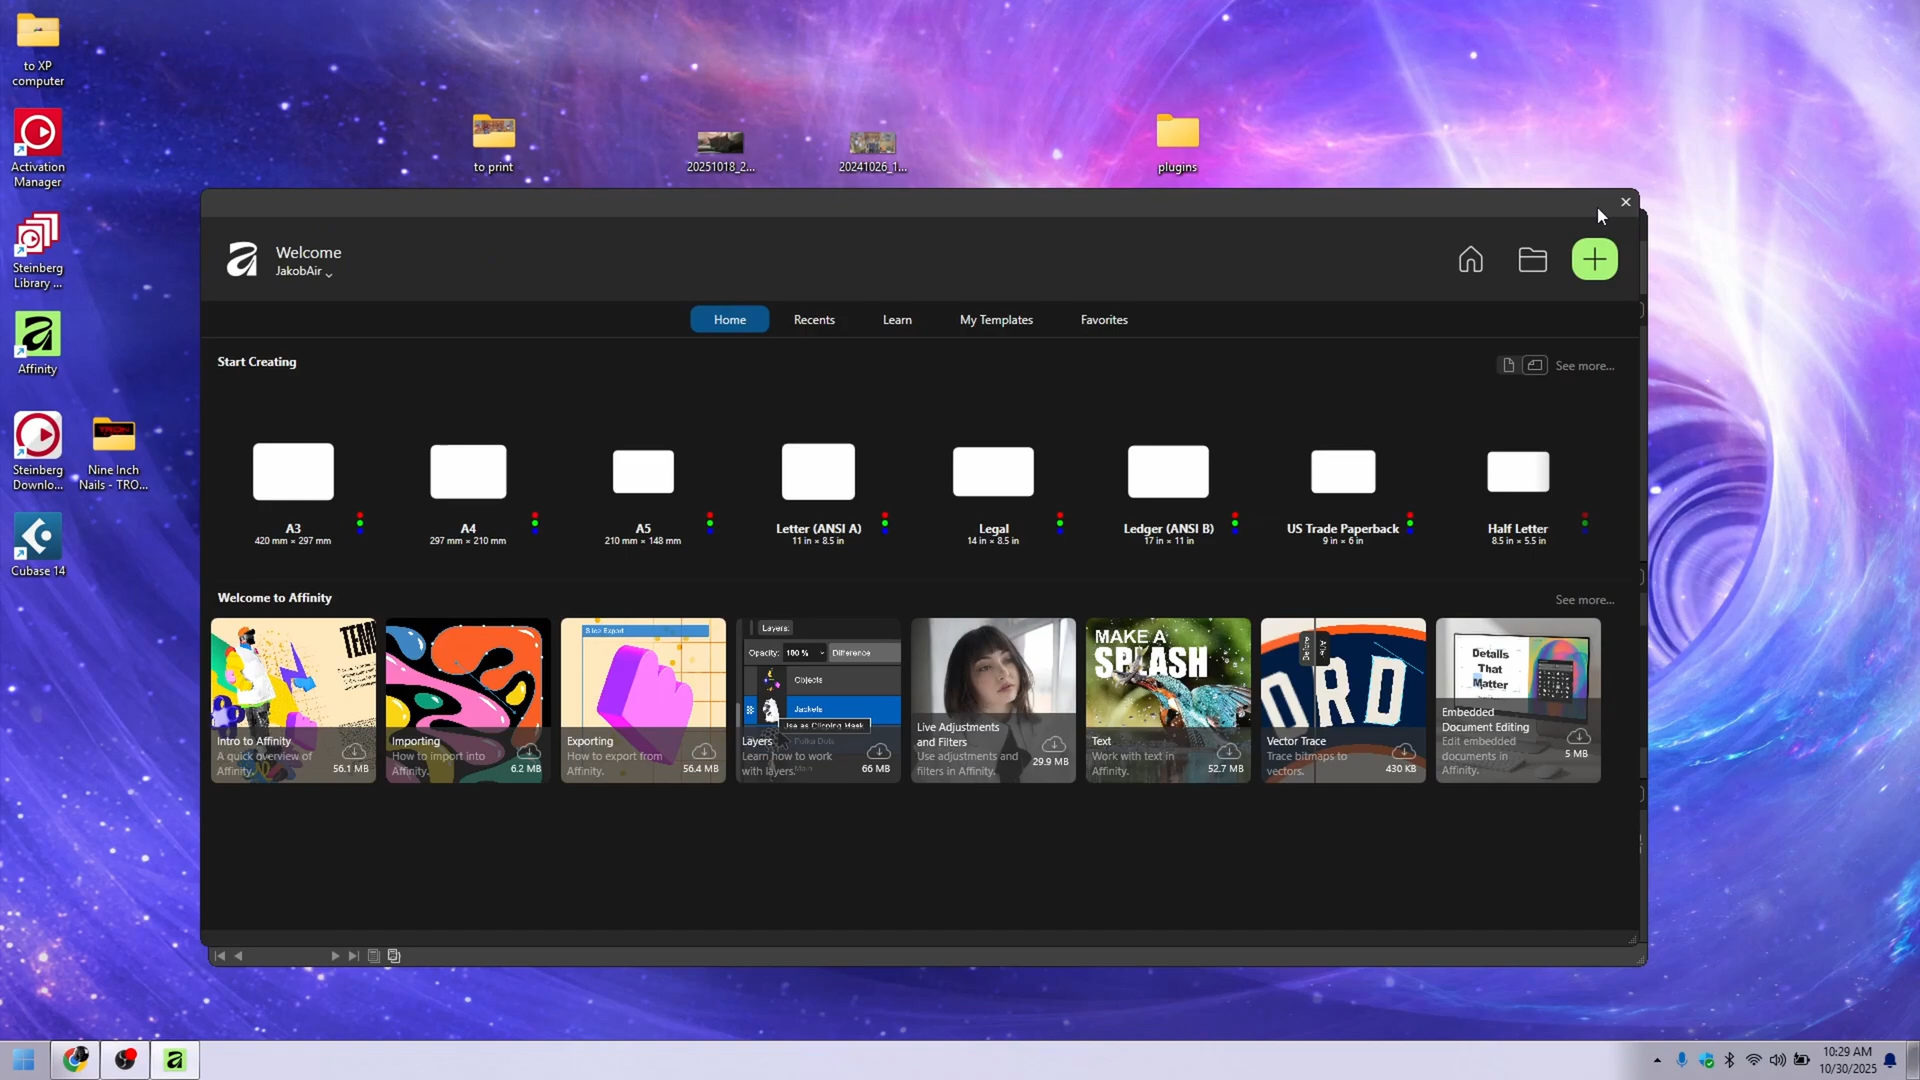 to XP
computer
Activation
Manager
Steinberg
Library ...
Affinity
Steinberg
Downlo...
Nine Inch
Nails - TRO...
Cubase 14
to print
20251018_2...
20241026_1...
plugins
Welcome
JakobAir
Home
Recents
Learn
My Templates
Favorites
Start Creating
See more...
A3
420 mm × 297 mm
A4
297 mm × 210 mm
A5
210 mm × 148 mm
Letter (ANSI A)
11 in × 8.5 in
Legal
14 in × 8.5 in
Ledger (ANSI B)
17 in × 11 in
US Trade Paperback
9 in × 6 in
Half Letter
8.5 in × 5.5 in
Welcome to Affinity
See more...
Intro to Affinity
A quick overview of
Affinity.
56.1 MB
Importing
How to import into
Affinity.
6.2 MB
Slice Export
Exporting
How to export from
Affinity.
56.4 MB
Layers
Opacity: 100 % Difference
Objects
Jackets
Use as Clipping Mask
Polka Dots
Layers
Learn how to work
with layers.
66 MB
Live Adjustments
and Filters
Use adjustments and
filters in Affinity.
29.9 MB
MAKE A
SPLASH
Text
Work with text in
Affinity.
52.7 MB
ORD
Vector Trace
Trace bitmaps to
vectors.
430 KB
Details
That
Matter
Embedded
Document Editing
Edit embedded
documents in
Affinity.
5 MB
10:29 AM
10/30/2025